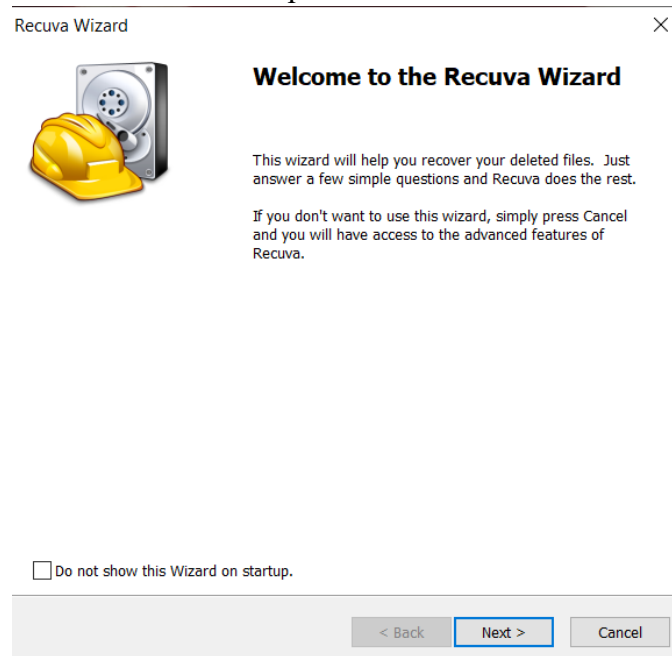 Recuva Wizard
Welcome to the Recuva Wizard
This wizard will help you recover your deleted files. Just
answer a few simple questions and Recuva does the rest.
If you don't want to use this wizard, simply press Cancel
and you will have access to the advanced features of
Recuva.
Do not show this Wizard on startup.
< Back Next > Cancel